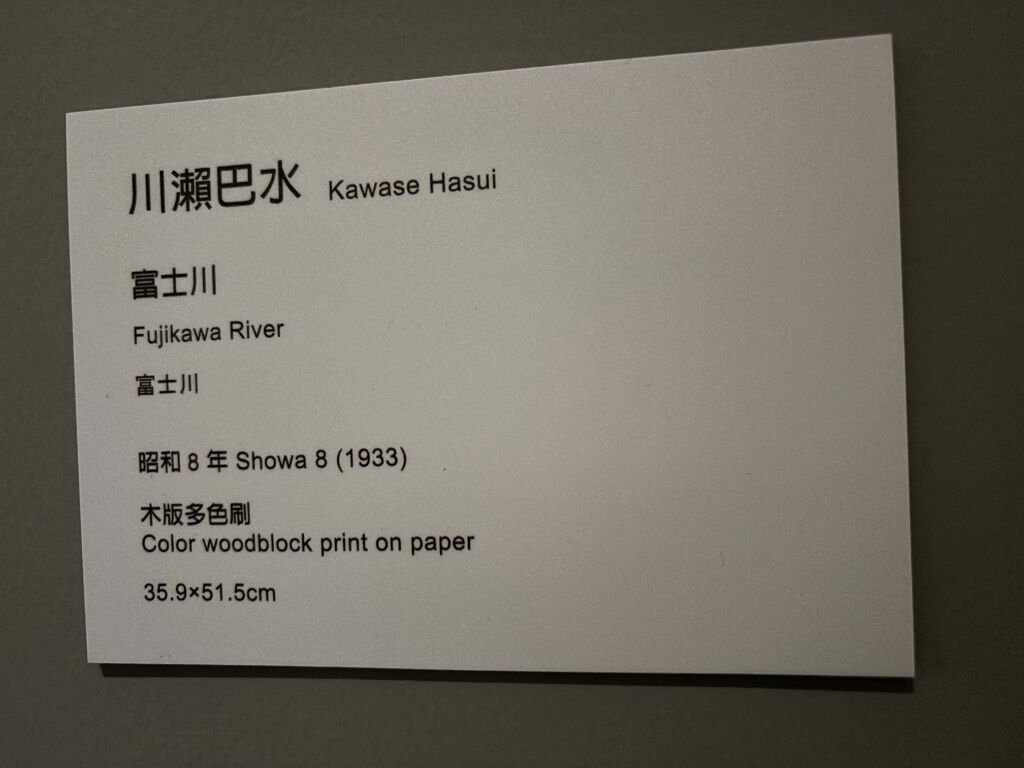 川瀨巴水 Kawase Hasui
富士川
Fujikawa River
富士川
昭和 8 年 Showa 8 (1933)
木版多色刷
Color woodblock print on paper
35.9×51.5cm